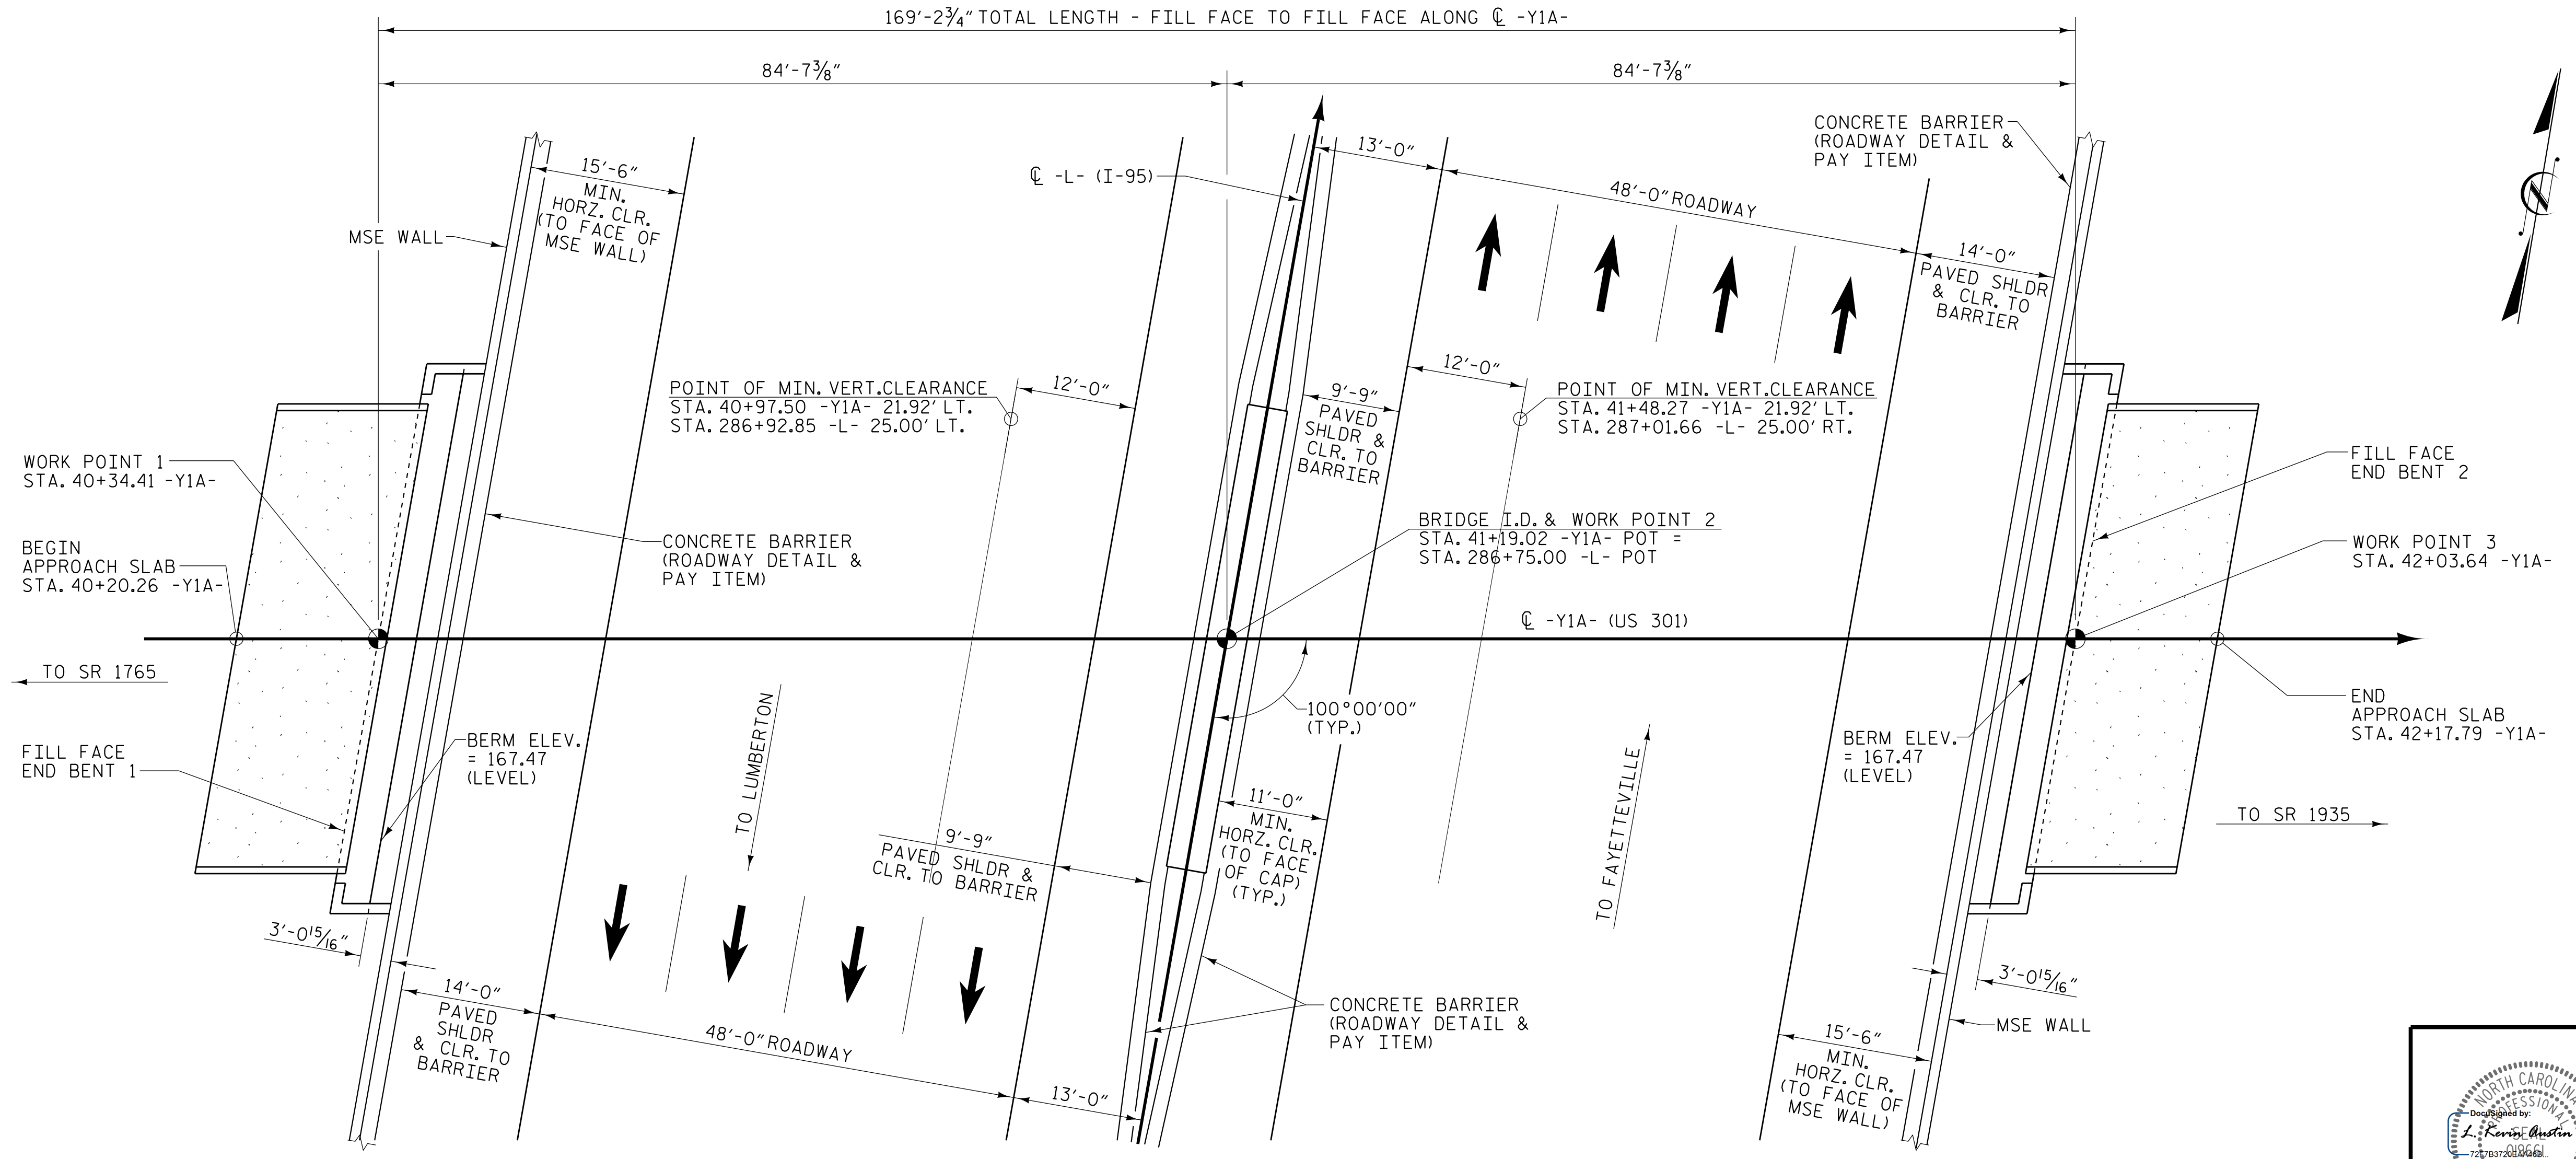 169'-2¾" TOTAL LENGTH - FILL FACE TO FILL FACE ALONG ℄ -Y1A-
84'-7⅜"
84'-7⅜"
15'-6"
MIN.
HORZ. CLR.
(TO FACE OF
MSE WALL)
MSE WALL
℄ -L- (I-95)
13'-0"
48'-0" ROADWAY
CONCRETE BARRIER
(ROADWAY DETAIL &
PAY ITEM)
14'-0"
PAVED SHLDR
& CLR. TO
BARRIER
POINT OF MIN. VERT. CLEARANCE
STA. 40+97.50 -Y1A- 21.92' LT.
STA. 286+92.85 -L- 25.00' LT.
12'-0"
9'-9"
PAVED
SHLDR &
CLR. TO
BARRIER
12'-0"
POINT OF MIN. VERT. CLEARANCE
STA. 41+48.27 -Y1A- 21.92' LT.
STA. 287+01.66 -L- 25.00' RT.
WORK POINT 1
STA. 40+34.41 -Y1A-
BEGIN
APPROACH SLAB
STA. 40+20.26 -Y1A-
CONCRETE BARRIER
(ROADWAY DETAIL &
PAY ITEM)
BRIDGE I.D. & WORK POINT 2
STA. 41+19.02 -Y1A- POT =
STA. 286+75.00 -L- POT
FILL FACE
END BENT 2
WORK POINT 3
STA. 42+03.64 -Y1A-
℄ -Y1A- (US 301)
TO SR 1765
100°00'00"
(TYP.)
END
APPROACH SLAB
STA. 42+17.79 -Y1A-
FILL FACE
END BENT 1
BERM ELEV.
= 167.47
(LEVEL)
TO LUMBERTON
TO FAYETTEVILLE
BERM ELEV.
= 167.47
(LEVEL)
TO SR 1935
11'-0"
MIN.
HORZ. CLR.
(TO FACE
OF CAP)
(TYP.)
9'-9"
PAVED SHLDR &
CLR. TO BARRIER
3'-0 15/16"
14'-0"
PAVED
SHLDR
& CLR. TO
BARRIER
48'-0" ROADWAY
13'-0"
CONCRETE BARRIER
(ROADWAY DETAIL &
PAY ITEM)
3'-0 15/16"
MSE WALL
15'-6"
MIN.
HORZ. CLR.
(TO FACE OF
MSE WALL)
N
NORTH CAROLINA
PROFESSIONAL
DocuSigned by:
L. Kevin Austin
SEAL
018661